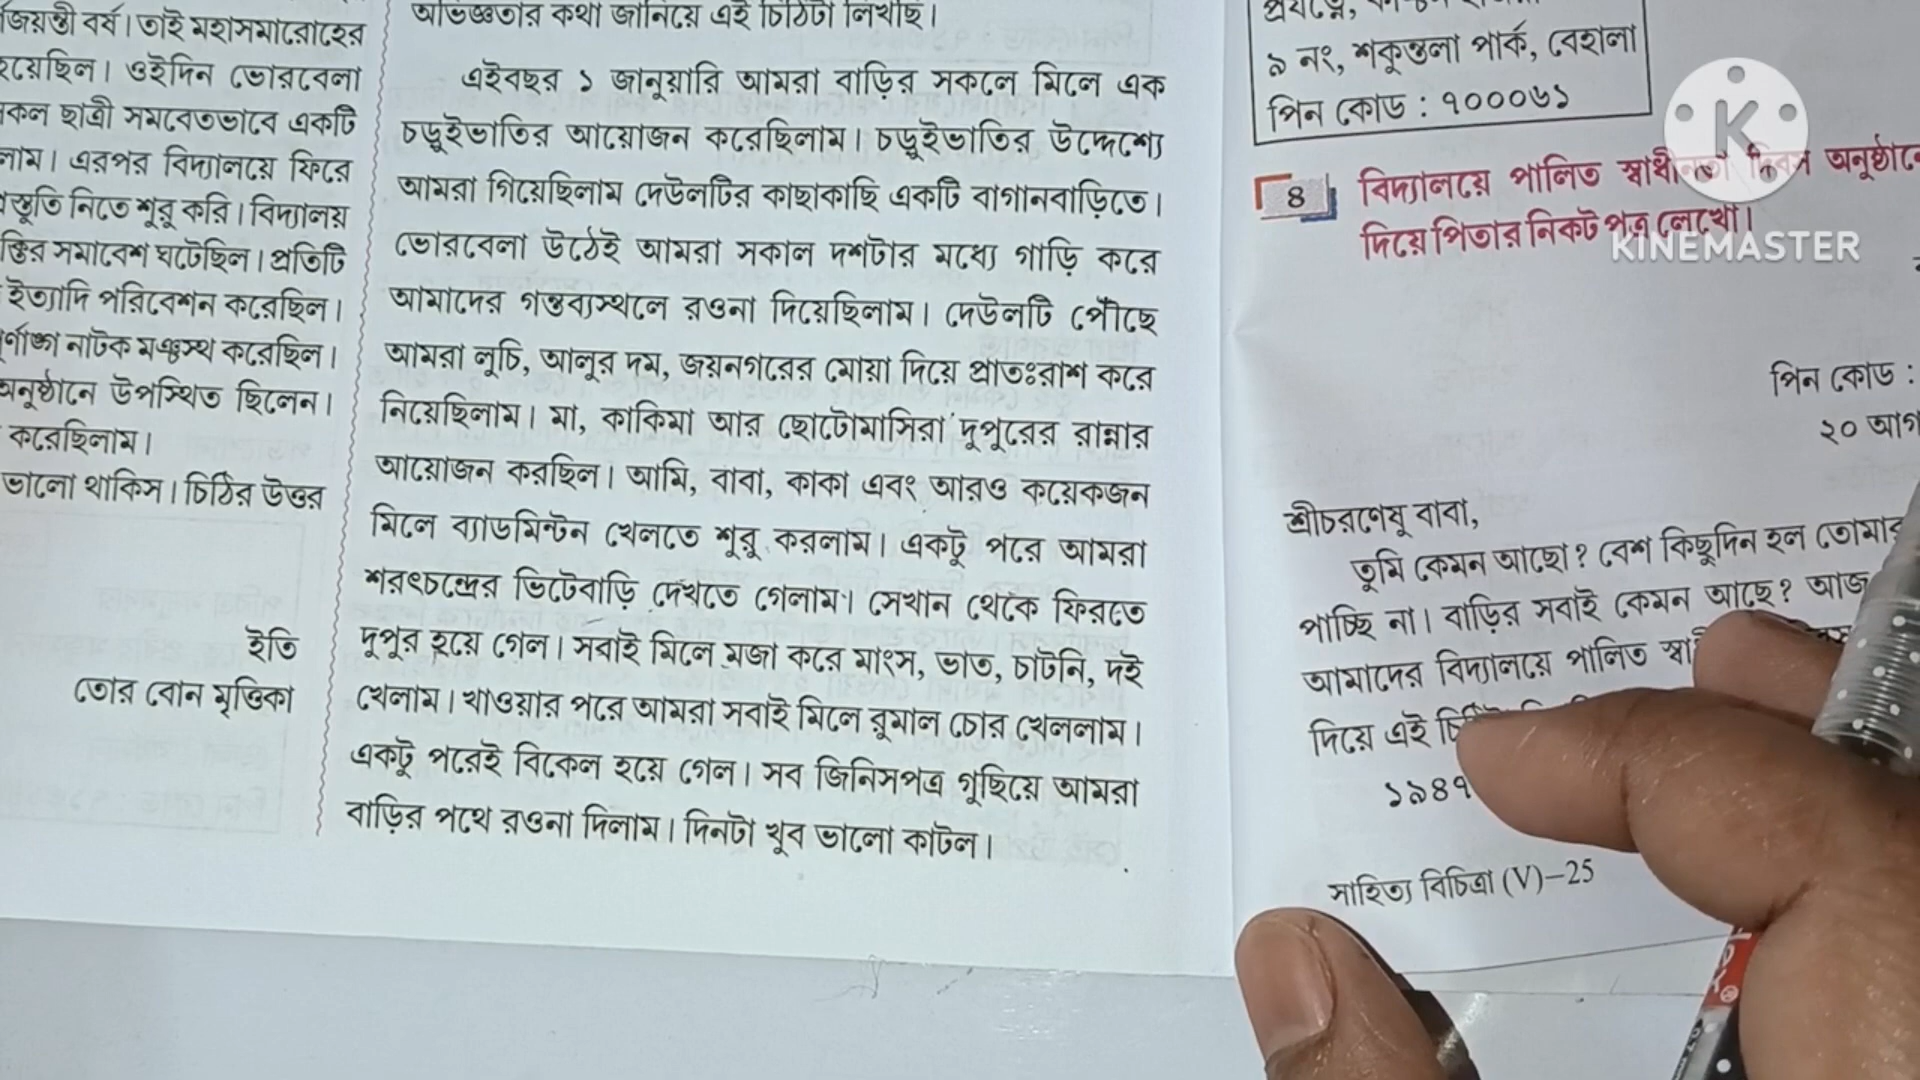 জয়ন্তী বর্ষ। তাই মহাসমারোহের
হয়েছিল। ওইদিন ভোরবেলা
সকল ছাত্রী সমবেতভাবে একটি
লাম। এরপর বিদ্যালয়ে ফিরে
প্রস্তুতি নিতে শুরু করি। বিদ্যালয়
সমাবেশ ঘটেছিল। প্রতিটি
ইত্যাদি পরিবেশন করেছিল।
নাটক মঞ্চস্থ করেছিল।
অনুষ্ঠানে উপস্থিত ছিলেন।
করেছিলাম।
ভালো থাকিস। চিঠির উত্তর
ইতি
তোর বোন মৃত্তিকা
অভিজ্ঞতার কথা জানিয়ে এই চিঠিটা লিখছি।
এইবছর ১ জানুয়ারি আমরা বাড়ির সকলে মিলে এক
চড়ুইভাতির আয়োজন করেছিলাম। চড়ুইভাতির উদ্দেশ্যে
আমরা গিয়েছিলাম দেউলটির কাছাকাছি একটি বাগানবাড়িতে।
ভোরবেলা উঠেই আমরা সকাল দশটার মধ্যে গাড়ি করে
আমাদের গন্তব্যস্থলে রওনা দিয়েছিলাম। দেউলটি পৌঁছে
আমরা লুচি, আলুর দম, জয়নগরের মোয়া দিয়ে প্রাতঃরাশ করে
নিয়েছিলাম। মা, কাকিমা আর ছোটোমাসিরা দুপুরের রান্নার
আয়োজন করছিল। আমি, বাবা, কাকা এবং আরও কয়েকজন
মিলে ব্যাডমিন্টন খেলতে শুরু করলাম। একটু পরে আমরা
শরৎচন্দ্রের ভিটেবাড়ি দেখতে গেলাম। সেখান থেকে ফিরতে
দুপুর হয়ে গেল। সবাই মিলে মজা করে মাংস, ভাত, চাটনি, দই
খেলাম। খাওয়ার পরে আমরা সবাই মিলে রুমাল চোর খেললাম।
একটু পরেই বিকেল হয়ে গেল। সব জিনিসপত্র গুছিয়ে আমরা
বাড়ির পথে রওনা দিলাম। দিনটা খুব ভালো কাটল।
প্রযত্নে,
৯ নং, শকুন্তলা পার্ক, বেহালা
পিন কোড : ৭০০০৬১
8 বিদ্যালয়ে পালিত স্বাধীনতা দিবস অনুষ্ঠানে
দিয়ে পিতার নিকট পত্র লেখো।
K
KINEMASTER
পিন কোড :
২০ আগ
শ্রীচরণেষু বাবা,
তুমি কেমন আছো? বেশ কিছুদিন হল তোমার
পাচ্ছি না। বাড়ির সবাই কেমন আছে? আজ
আমাদের বিদ্যালয়ে পালিত
দিয়ে এই
১৯৪৭
সাহিত্য বিচিত্রা (V)–25